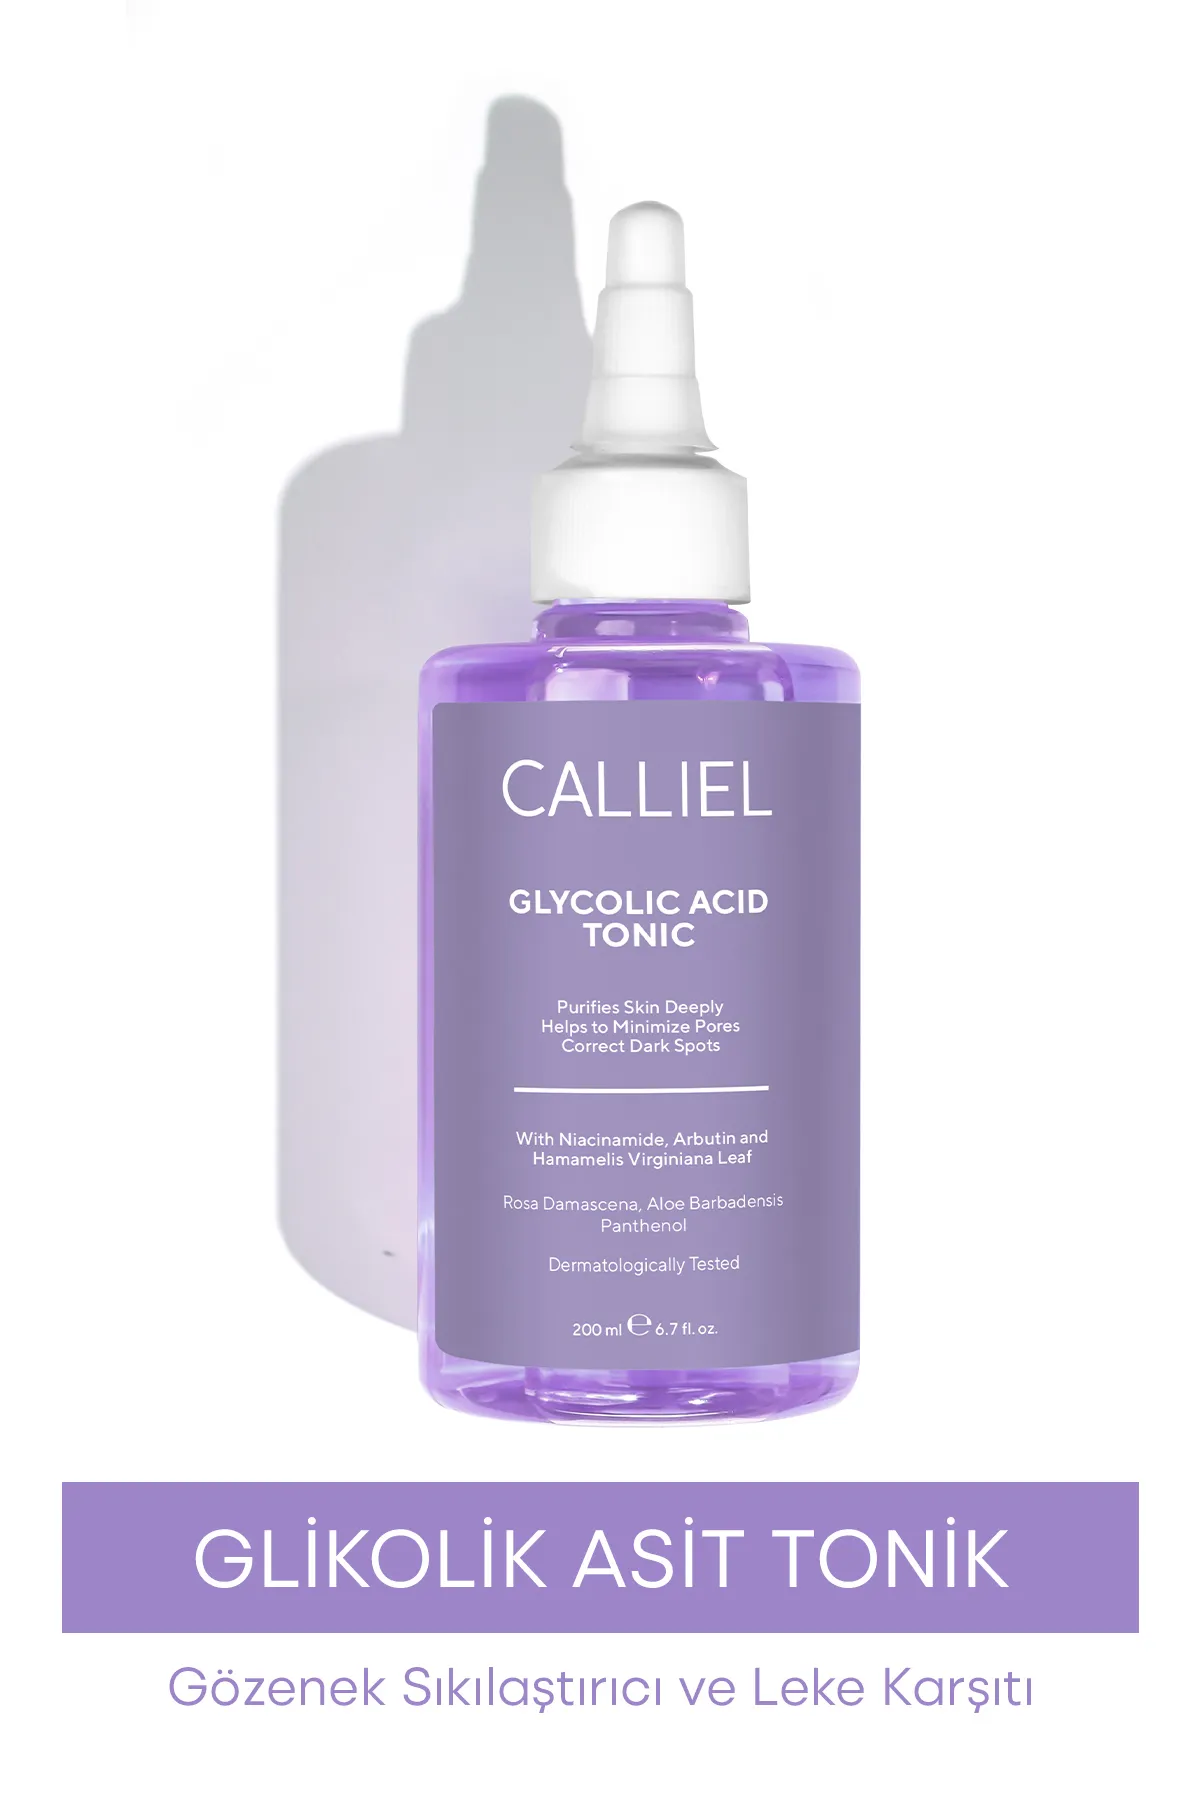 CALLIEL
GLYCOLIC ACID
TONIC
Purifies Skin Deeply
Helps to Minimize Pores
Correct Dark Spots
With Niacinamide, Arbutin and
Hamamelis Virginiana Leaf
Rosa Damascena, Aloe Barbadensis
Panthenol
Dermatologically Tested
200 ml ℮ 6.7 fl. oz.
GLİKOLİK ASİT TONİK
Gözenek Sıkılaştırıcı ve Leke Karşıtı